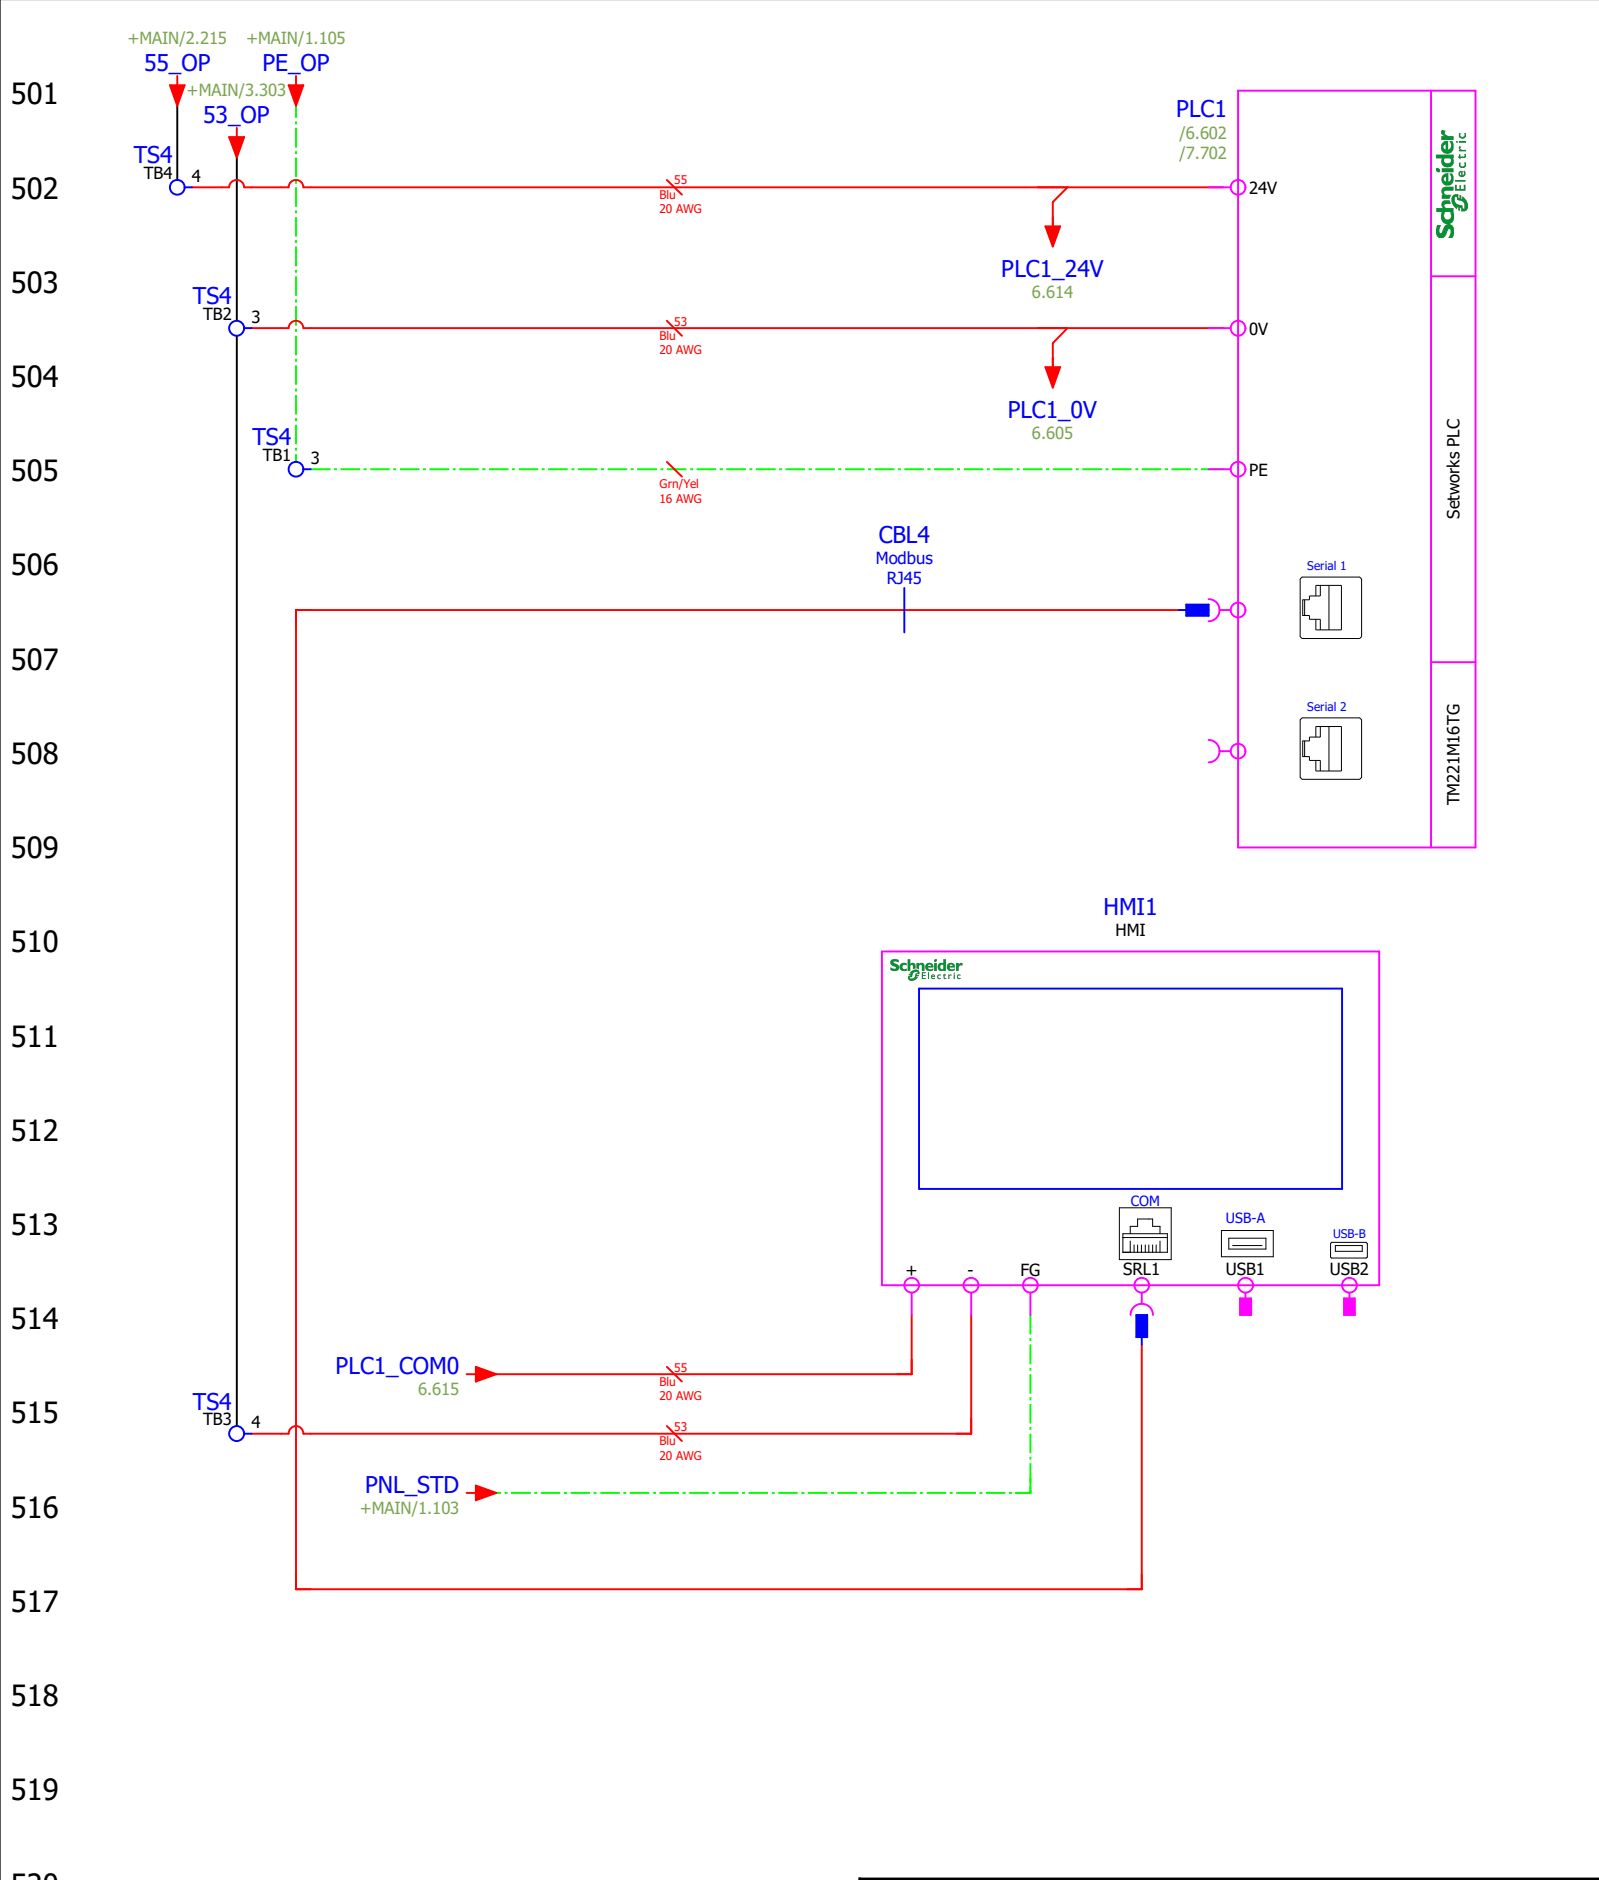 +MAIN/2.215 +MAIN/1.105
55_OP PE_OP
+MAIN/3.303
53_OP
501
PLC1
/6.602
/7.702
Schneider
Electric
TS4
TB4 4
502
55
Blu
20 AWG
24V
PLC1_24V
6.614
503
TS4
TB2 3
53
Blu
20 AWG
0V
504
PLC1_0V
6.605
TS4
TB1 3
505
Grn/Yel
16 AWG
PE
Setworks PLC
CBL4
Modbus
RJ45
506
Serial 1
507
Serial 2
508
TM221M16TG
509
HMI1
HMI
510
Schneider
Electric
511
512
COM
513
USB-A
USB-B
+ - FG SRL1 USB1 USB2
514
PLC1_COM0
6.615
55
Blu
20 AWG
TS4
TB3 4
515
53
Blu
20 AWG
PNL_STD
+MAIN/1.103
516
517
518
519